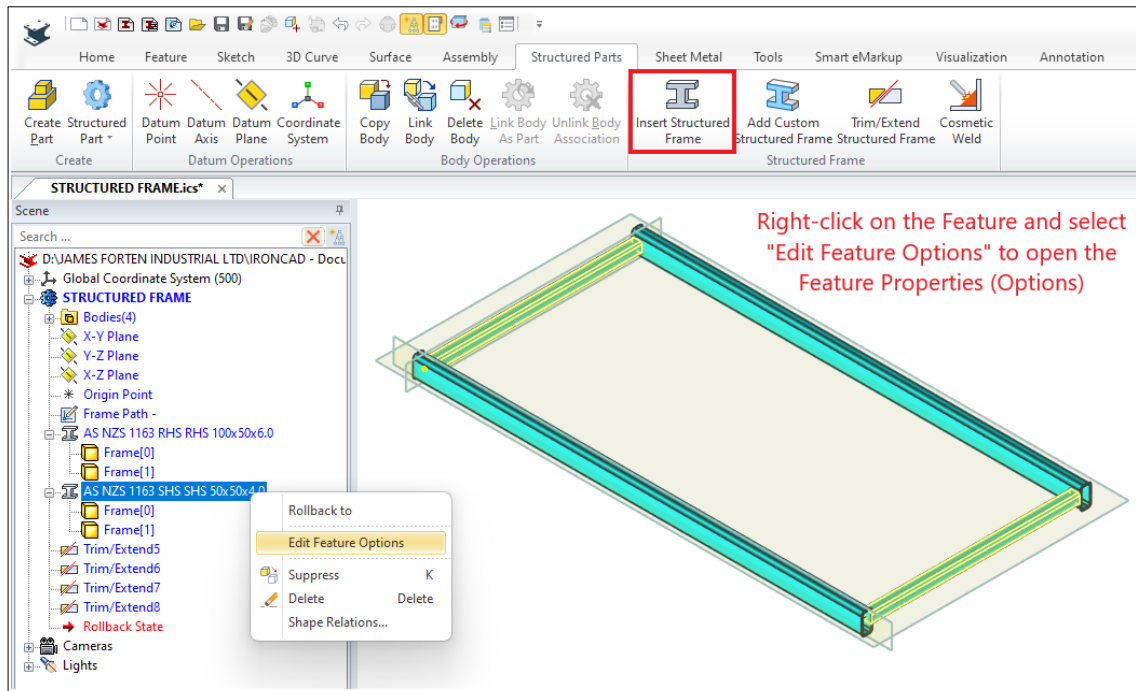 Home Feature Sketch 3D Curve Surface Assembly Structured Parts Sheet Metal Tools Smart eMarkup Visualization Annotation
Create Structured Datum Datum Datum Coordinate Copy Link Delete Link Body Unlink Body Insert Structured Add Custom Trim/Extend Cosmetic
Part Part Point Axis Plane System Body Body Body As Part Association Frame Structured Frame Structured Frame Weld
Create Datum Operations Body Operations Structured Frame
STRUCTURED FRAME.ics* x
Scene
Search ...
D:\JAMES FORTEN INDUSTRIAL LTD\IRONCAD - Docu
Global Coordinate System (500)
STRUCTURED FRAME
Bodies(4)
X-Y Plane
Y-Z Plane
X-Z Plane
Origin Point
Frame Path -
AS NZS 1163 RHS RHS 100x50x6.0
Frame[0]
Frame[1]
AS NZS 1163 SHS SHS 50x50x4.0
Frame[0]
Frame[1]
Trim/Extend5
Trim/Extend6
Trim/Extend7
Trim/Extend8
Rollback State
Cameras
Lights
Rollback to
Edit Feature Options
Suppress K
Delete Delete
Shape Relations...
Right-click on the Feature and select
"Edit Feature Options" to open the
Feature Properties (Options)